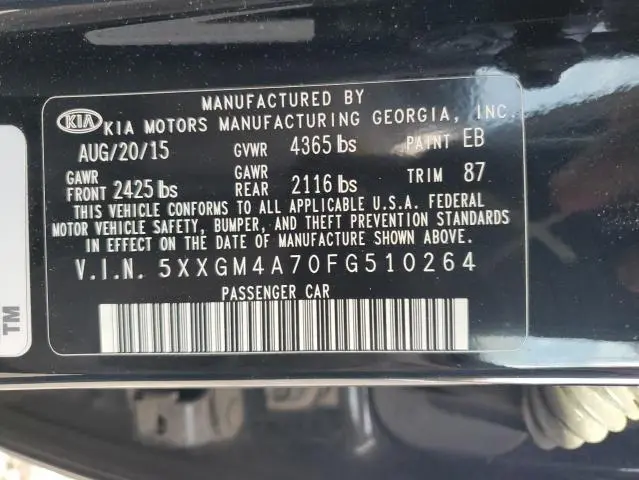 MANUFACTURED BY
KIA KIA MOTORS MANUFACTURING GEORGIA, INC.
AUG/20/15 GVWR 4365 lbs PAINT EB
GAWR FRONT 2425 lbs GAWR REAR 2116 lbs TRIM 87
THIS VEHICLE CONFORMS TO ALL APPLICABLE U.S.A. FEDERAL
MOTOR VEHICLE SAFETY, BUMPER, AND THEFT PREVENTION STANDARDS
IN EFFECT ON THE DATE OF MANUFACTURE SHOWN ABOVE.
V.I.N. 5XXGM4A70FG510264
PASSENGER CAR
TM